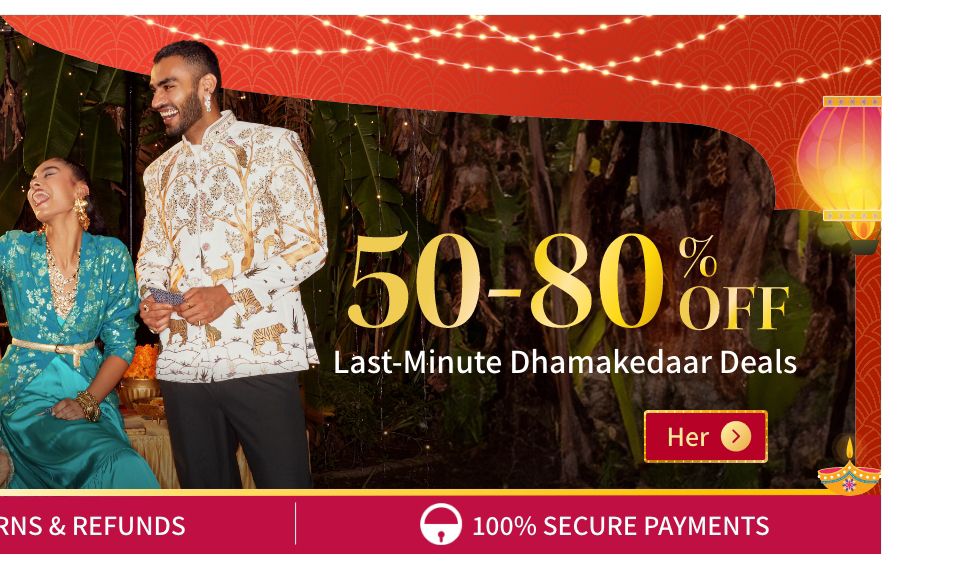 50-80% OFF
Last-Minute Dhamakedaar Deals
Her
RNS & REFUNDS
100% SECURE PAYMENTS